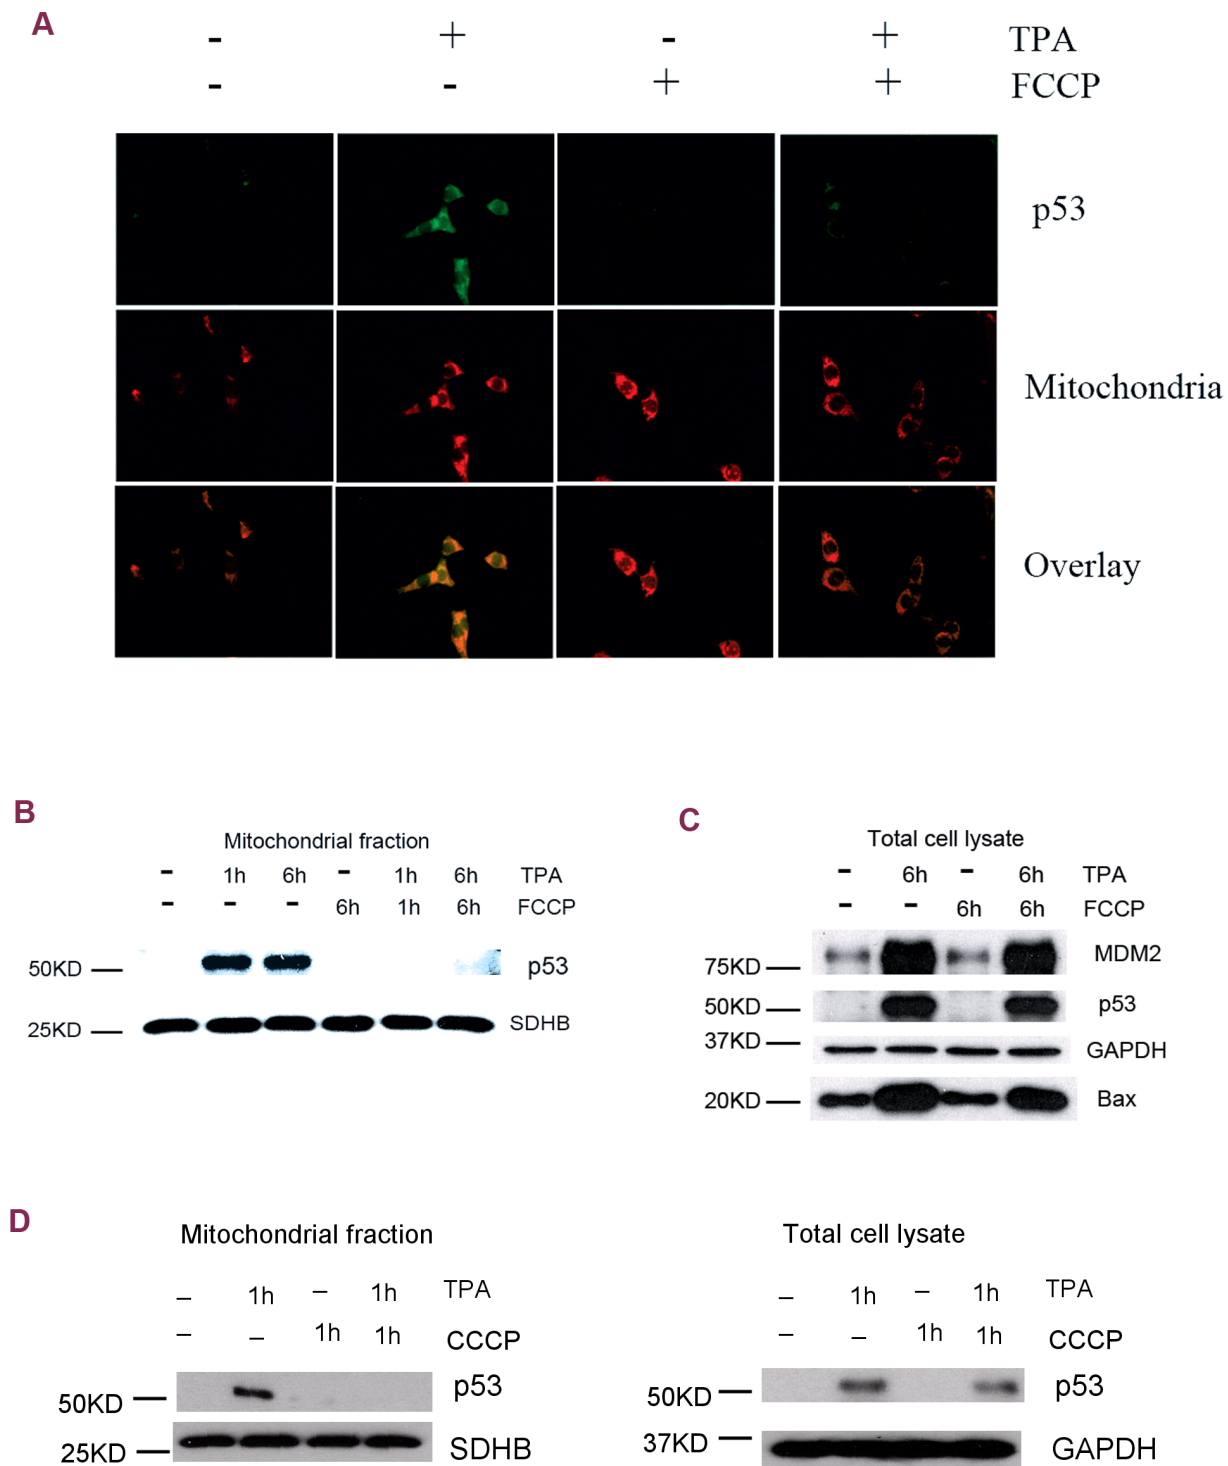 A
- + - + TPA
- - + + FCCP
p53
Mitochondria
Overlay
B
Mitochondrial fraction
- 1h 6h - 1h 6h TPA
- - - 6h 1h 6h FCCP
50KD p53
25KD SDHB
C
Total cell lysate
- 6h - 6h TPA
- - 6h 6h FCCP
75KD MDM2
50KD p53
37KD GAPDH
20KD Bax
D
Mitochondrial fraction
– 1h – 1h TPA
– – 1h 1h CCCP
50KD p53
25KD SDHB
Total cell lysate
– 1h – 1h TPA
– – 1h 1h CCCP
50KD p53
37KD GAPDH